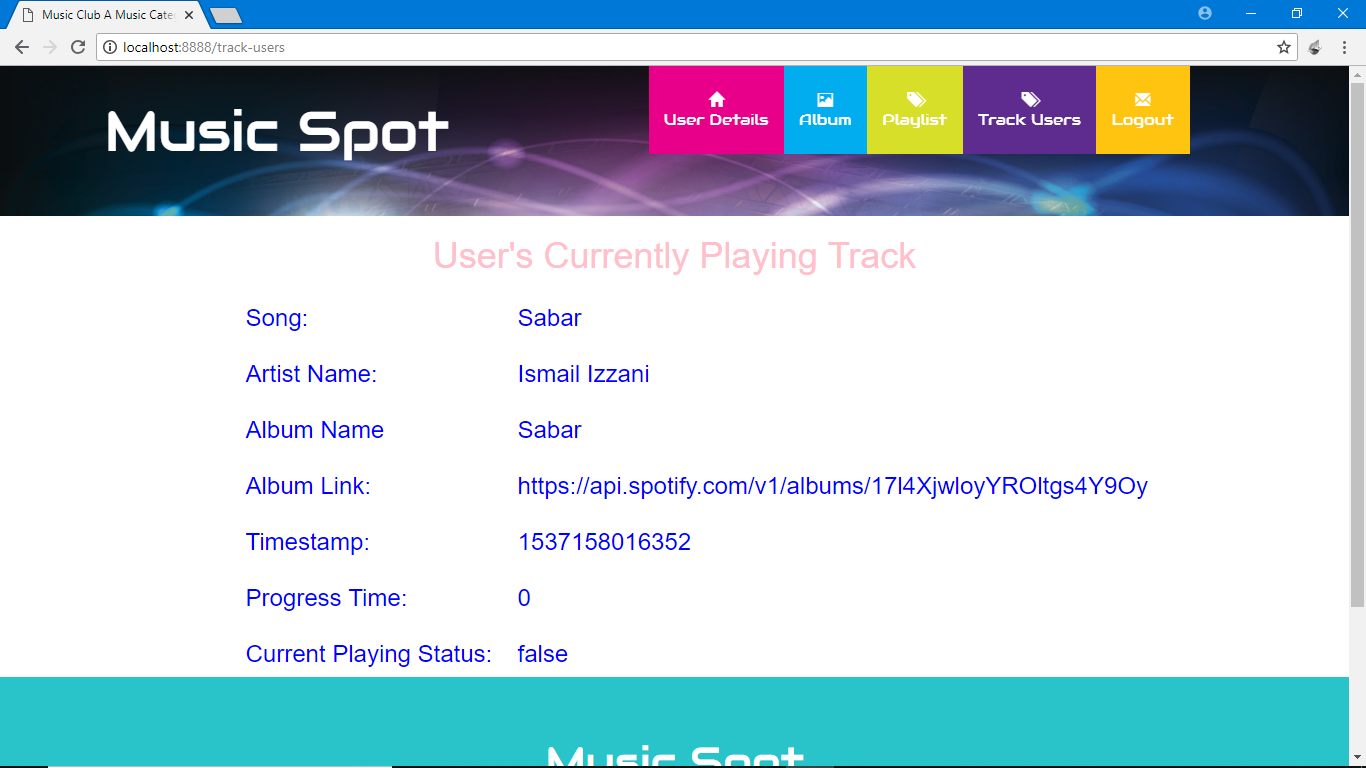 Music Club A Music Cate
localhost:8888/track-users
Music Spot
User Details
Album
Playlist
Track Users
Logout
User's Currently Playing Track
Song: Sabar
Artist Name: Ismail Izzani
Album Name Sabar
Album Link: https://api.spotify.com/v1/albums/17l4XjwloyYROltgs4Y9Oy
Timestamp: 1537158016352
Progress Time: 0
Current Playing Status: false
Music Spot